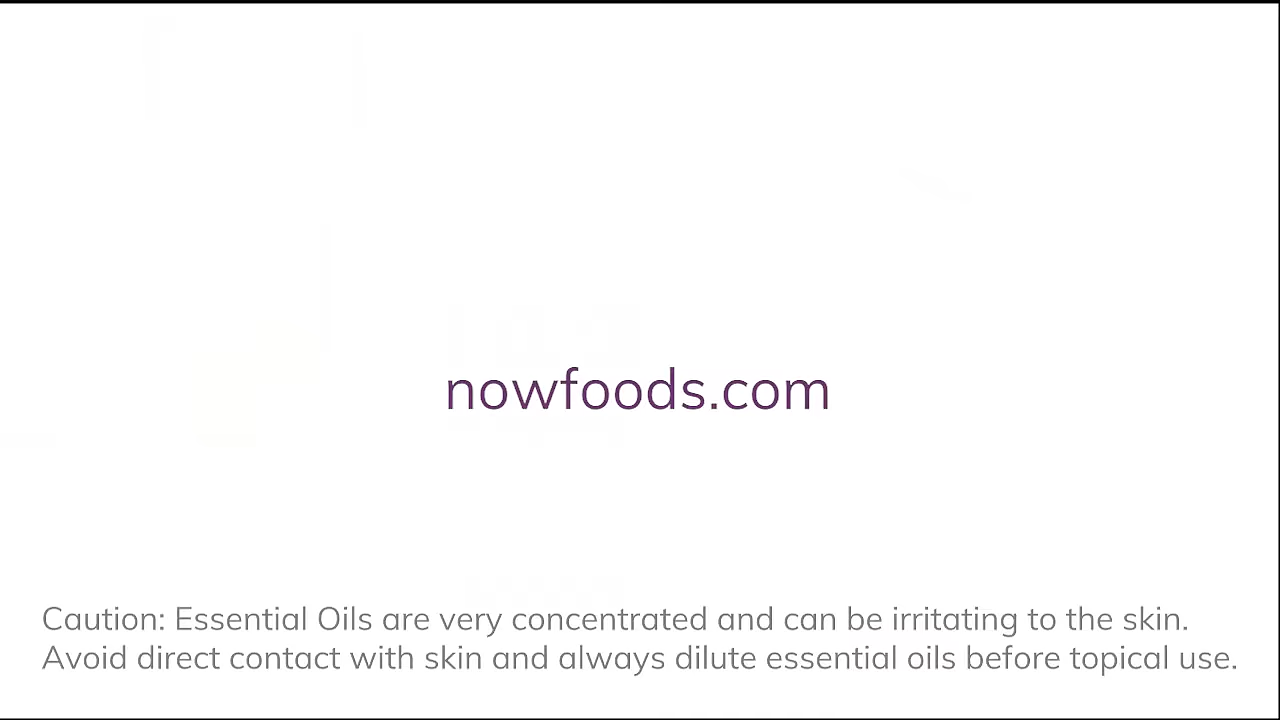 nowfoods.com
Caution: Essential Oils are very concentrated and can be irritating to the skin.
Avoid direct contact with skin and always dilute essential oils before topical use.